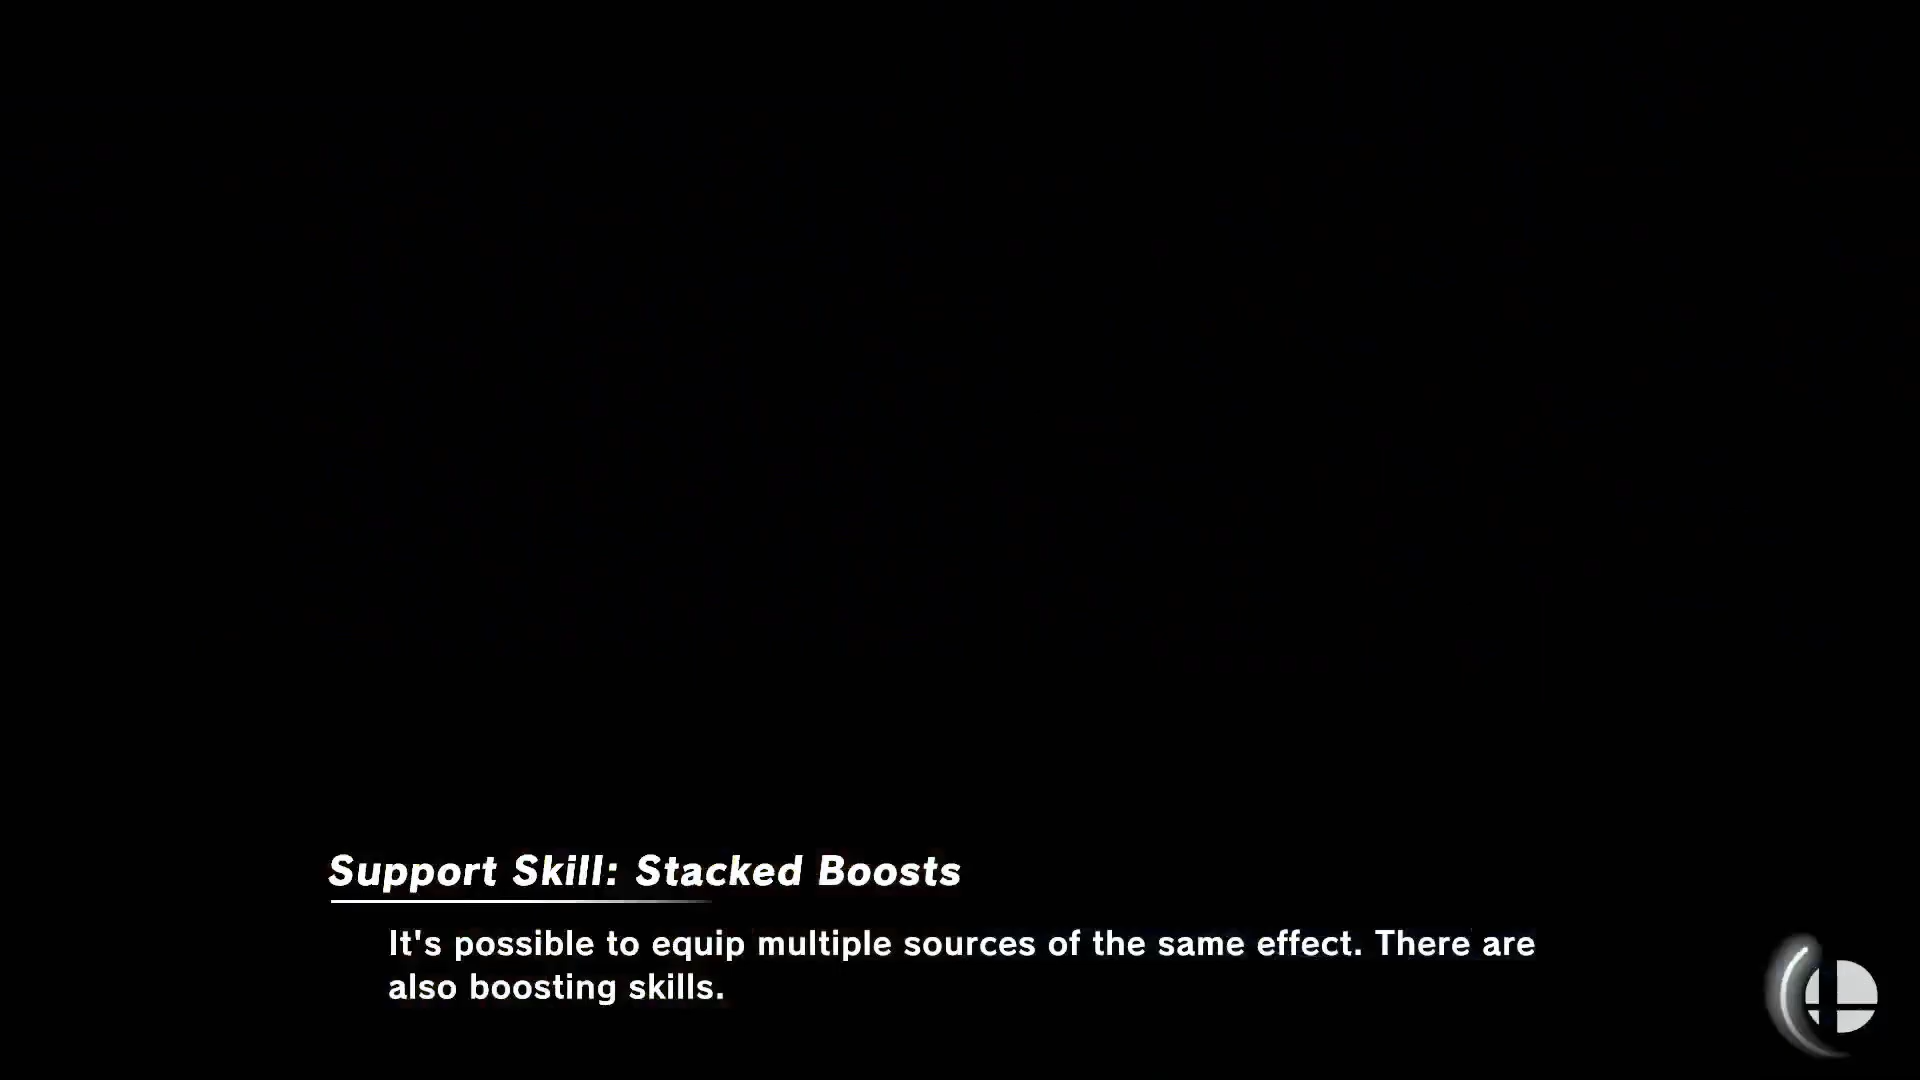 Support Skill: Stacked Boosts
It's possible to equip multiple sources of the same effect. There are
also boosting skills.